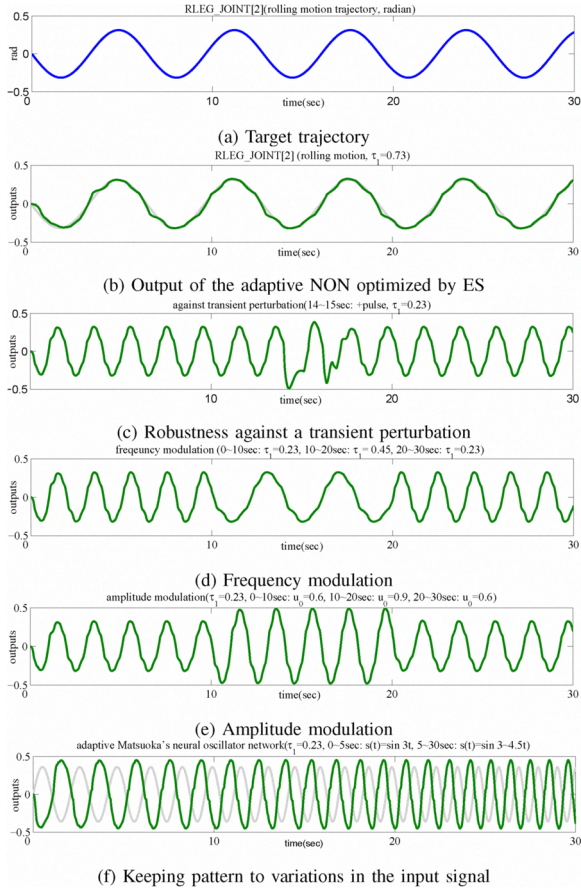 RLEG_JOINT[2](rolling motion trajectory, radian)
0.5
rad
0
−0.5
0 10 20 30
time(sec)
(a) Target trajectory
RLEG_JOINT[2] (rolling motion, τ1=0.73)
0.5
outputs
0
−0.5
0 10 20 30
time(sec)
(b) Output of the adaptive NON optimized by ES
against transient perturbation(14~15sec: +pulse, τ1=0.23)
0.5
outputs
0
-0.5
0 10 20 30
time(sec)
(c) Robustness against a transient perturbation
freqeuncy modulation (0~10sec: τ1=0.23, 10~20sec: τ1= 0.45, 20~30sec: τ1=0.23)
0.5
outputs
0
−0.5
0 10 20 30
time(sec)
(d) Frequency modulation
amplitude modulation(τ1=0.23, 0~10sec: u0=0.6, 10~20sec: u0=0.9, 20~30sec: u0=0.6)
0.5
outputs
0
−0.5
0 10 20 30
time(sec)
(e) Amplitude modulation
adaptive Matsuoka's neural oscillator network(τ1=0.23, 0~5sec: s(t)=sin 3t, 5~30sec: s(t)=sin 3~4.5t)
0.5
outputs
0
−0.5
0 10 20 30
time(sec)
(f) Keeping pattern to variations in the input signal